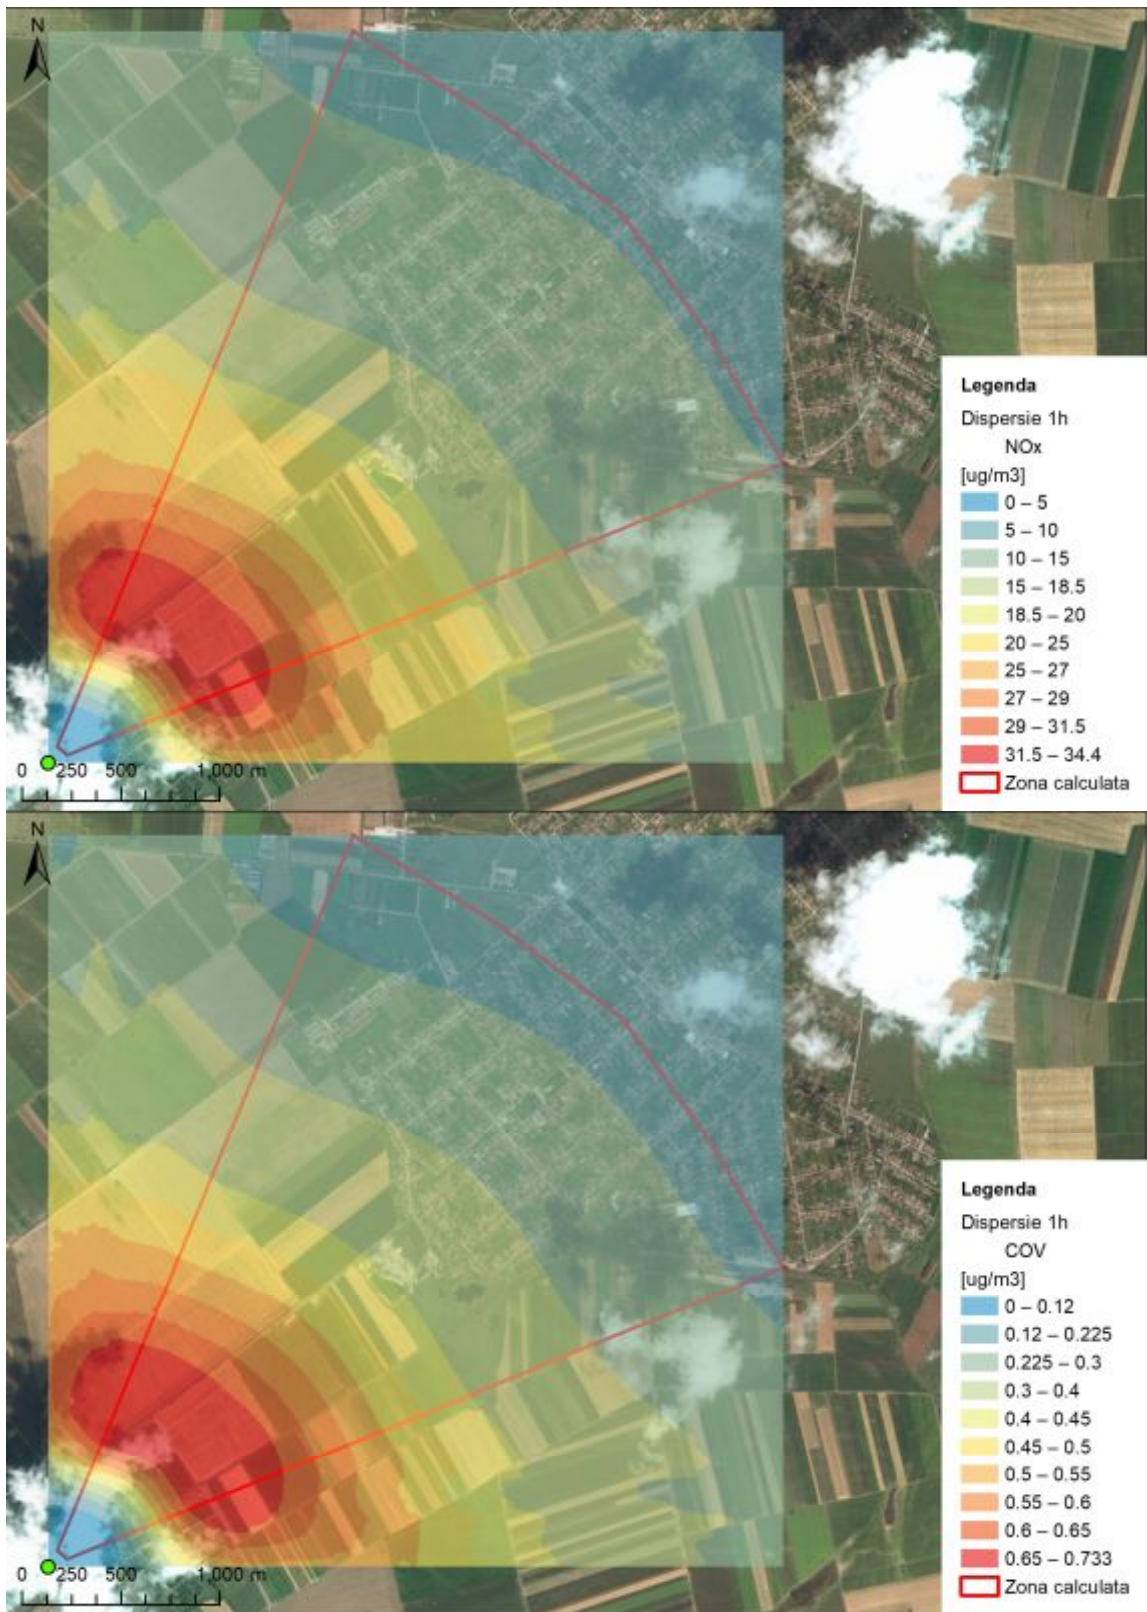 N
Legenda
Dispersie 1h
NOx
[ug/m3]
0 – 5
5 – 10
10 – 15
15 – 18.5
18.5 – 20
20 – 25
25 – 27
27 – 29
29 – 31.5
31.5 – 34.4
Zona calculata
0 250 500 1,000 m
N
Legenda
Dispersie 1h
COV
[ug/m3]
0 – 0.12
0.12 – 0.225
0.225 – 0.3
0.3 – 0.4
0.4 – 0.45
0.45 – 0.5
0.5 – 0.55
0.55 – 0.6
0.6 – 0.65
0.65 – 0.733
Zona calculata
0 250 500 1,000 m